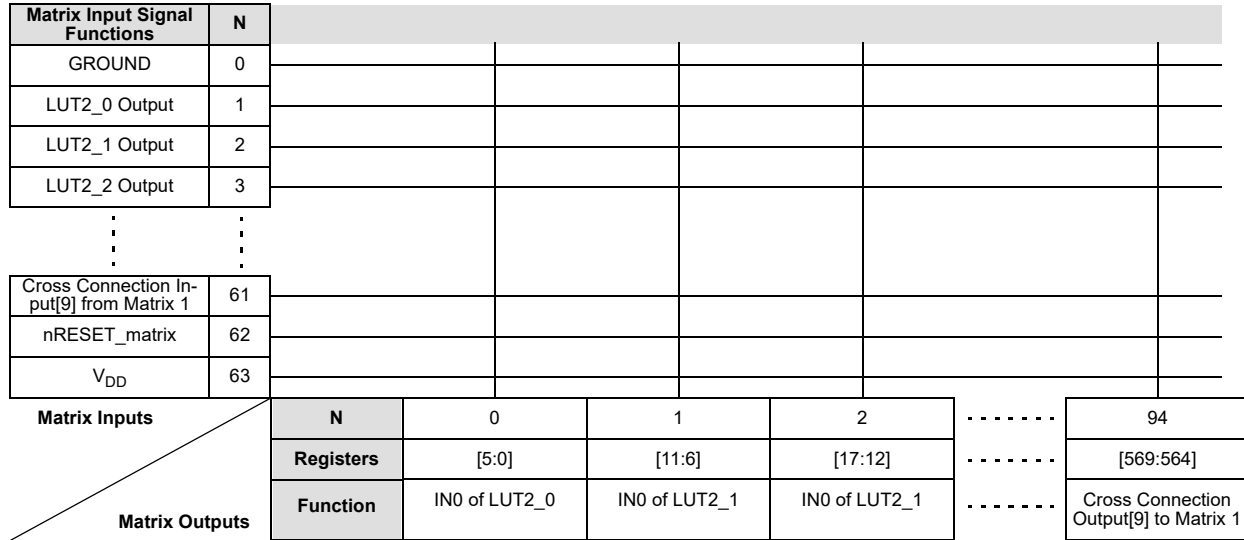 Matrix Input Signal
Functions
N
GROUND
0
LUT2_0 Output
1
LUT2_1 Output
2
LUT2_2 Output
3
Cross Connection In-
put[9] from Matrix 1
61
nRESET_matrix
62
VDD
63
Matrix Inputs
N
0
1
2
94
Registers
[5:0]
[11:6]
[17:12]
[569:564]
Matrix Outputs
Function
IN0 of LUT2_0
IN0 of LUT2_1
IN0 of LUT2_1
Cross Connection
Output[9] to Matrix 1